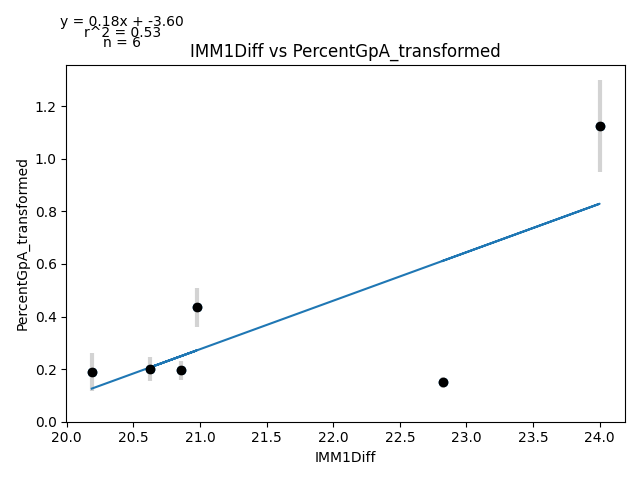 y = 0.18x + -3.60
r^2 = 0.53
n = 6
IMM1Diff vs PercentGpA_transformed
PercentGpA_transformed
1.2
1.0
0.8
0.6
0.4
0.2
0.0
20.0 20.5 21.0 21.5 22.0 22.5 23.0 23.5 24.0
IMM1Diff